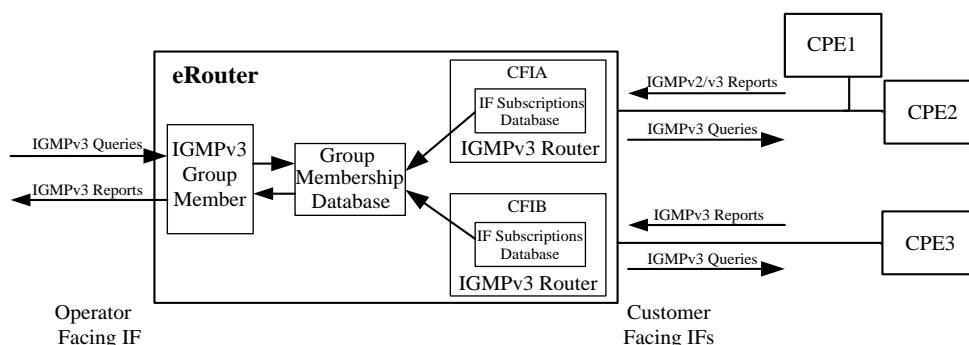 CPE1
eRouter
CFIA
IF Subscriptions
Database
IGMPv3 Router
IGMPv2/v3 Reports
IGMPv3 Queries
CPE2
IGMPv3 Queries
IGMPv3 Reports
IGMPv3
Group
Member
Group
Membership
Database
CFIB
IF Subscriptions
Database
IGMPv3 Router
IGMPv3 Reports
IGMPv3 Queries
CPE3
Operator
Facing IF
Customer
Facing IFs